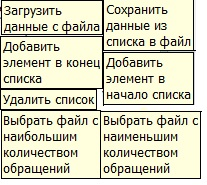 Загрузить
данные с файла
Сохранить
данные из
списка в файл
Добавить
элемент в конец
списка
Добавить
элемент в
начало списка
Удалить список
Выбрать файл с
наибольшим
количеством
обращений
Выбрать файл с
наименьшим
количеством
обращений